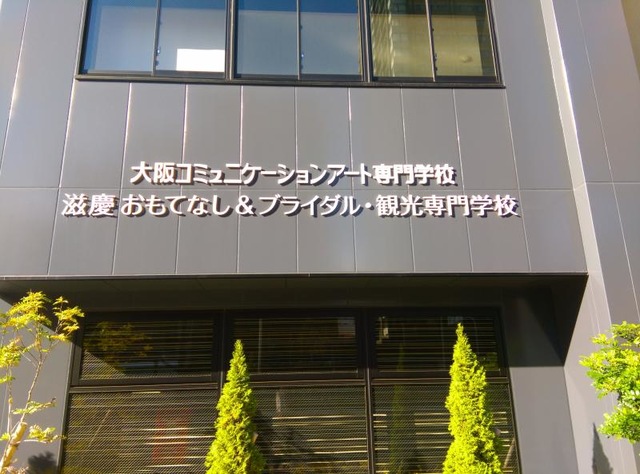 大阪コミュニケーションアート専門学校
滋慶 おもてなし&ブライダル・観光専門学校